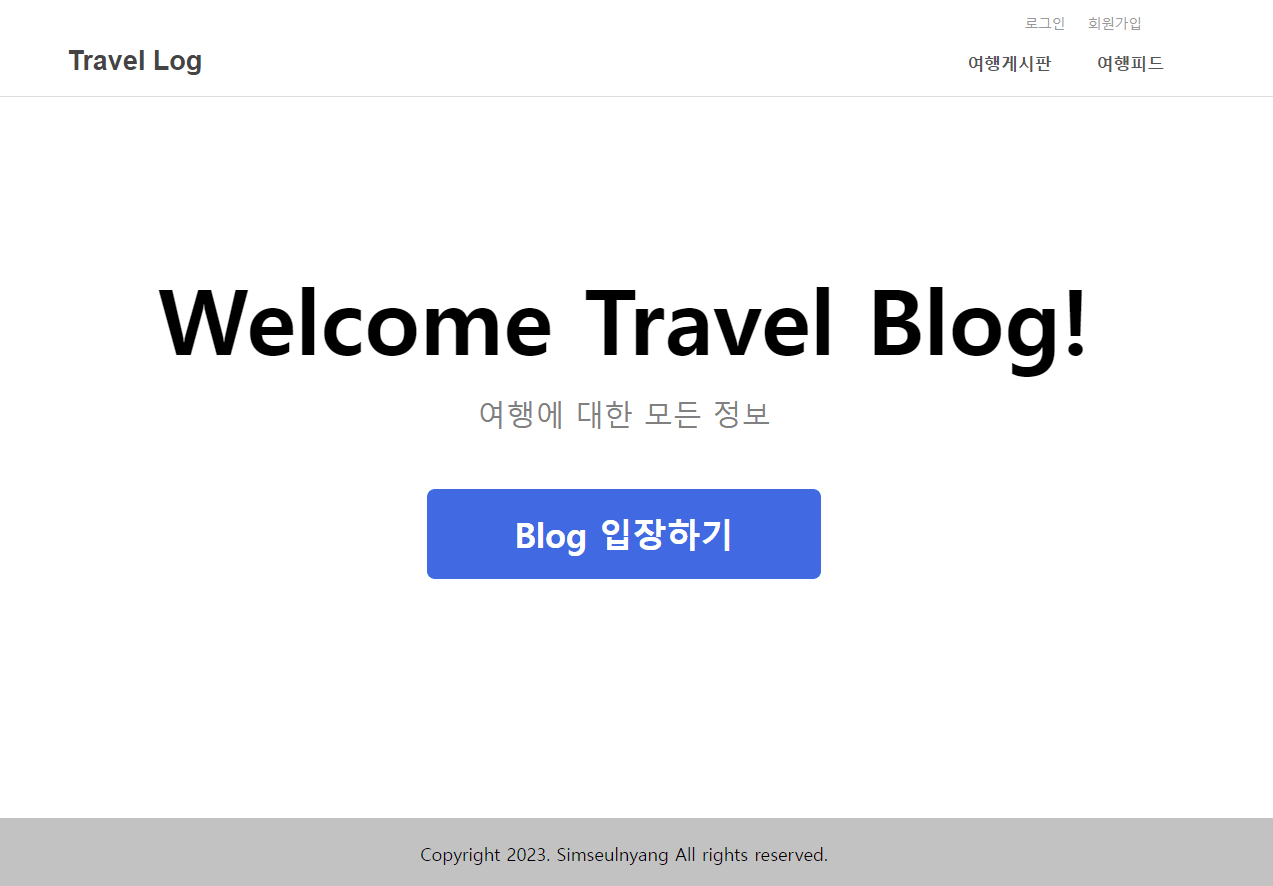 로그인 회원가입
Travel Log
여행게시판 여행피드
Welcome Travel Blog!
여행에 대한 모든 정보
Blog 입장하기
Copyright 2023. Simseulnyang All rights reserved.